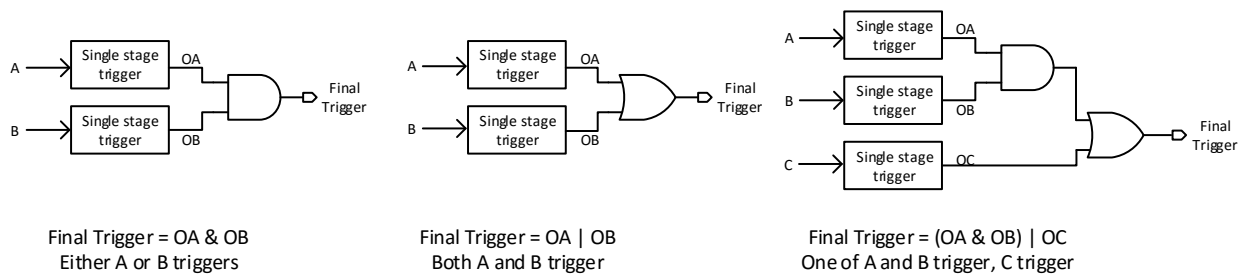 A
Single stage
trigger
OA
B
Single stage
trigger
OB
Final
Trigger
Final Trigger = OA & OB
Either A or B triggers
A
Single stage
trigger
OA
B
Single stage
trigger
OB
Final
Trigger
Final Trigger = OA | OB
Both A and B trigger
A
Single stage
trigger
OA
B
Single stage
trigger
OB
C
Single stage
trigger
OC
Final
Trigger
Final Trigger = (OA & OB) | OC
One of A and B trigger, C trigger